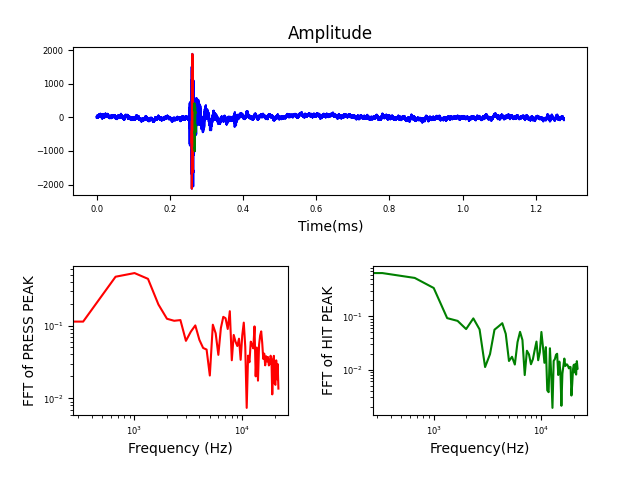 Amplitude
2000
1000
0
−1000
−2000
0.0 0.2 0.4 0.6 0.8 1.0 1.2
Time(ms)
FFT of PRESS PEAK
10⁻¹
10⁻²
10³ 10⁴
Frequency (Hz)
FFT of HIT PEAK
10⁻¹
10⁻²
10³ 10⁴
Frequency(Hz)